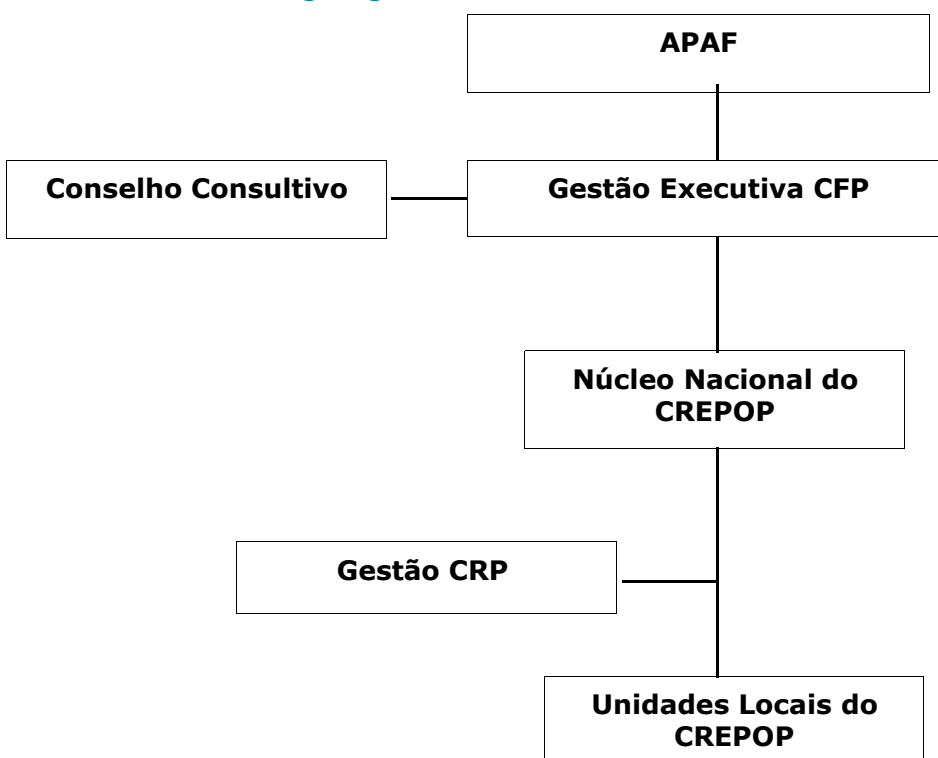 APAF
Conselho Consultivo
Gestão Executiva CFP
Núcleo Nacional do
CREPOP
Gestão CRP
Unidades Locais do
CREPOP